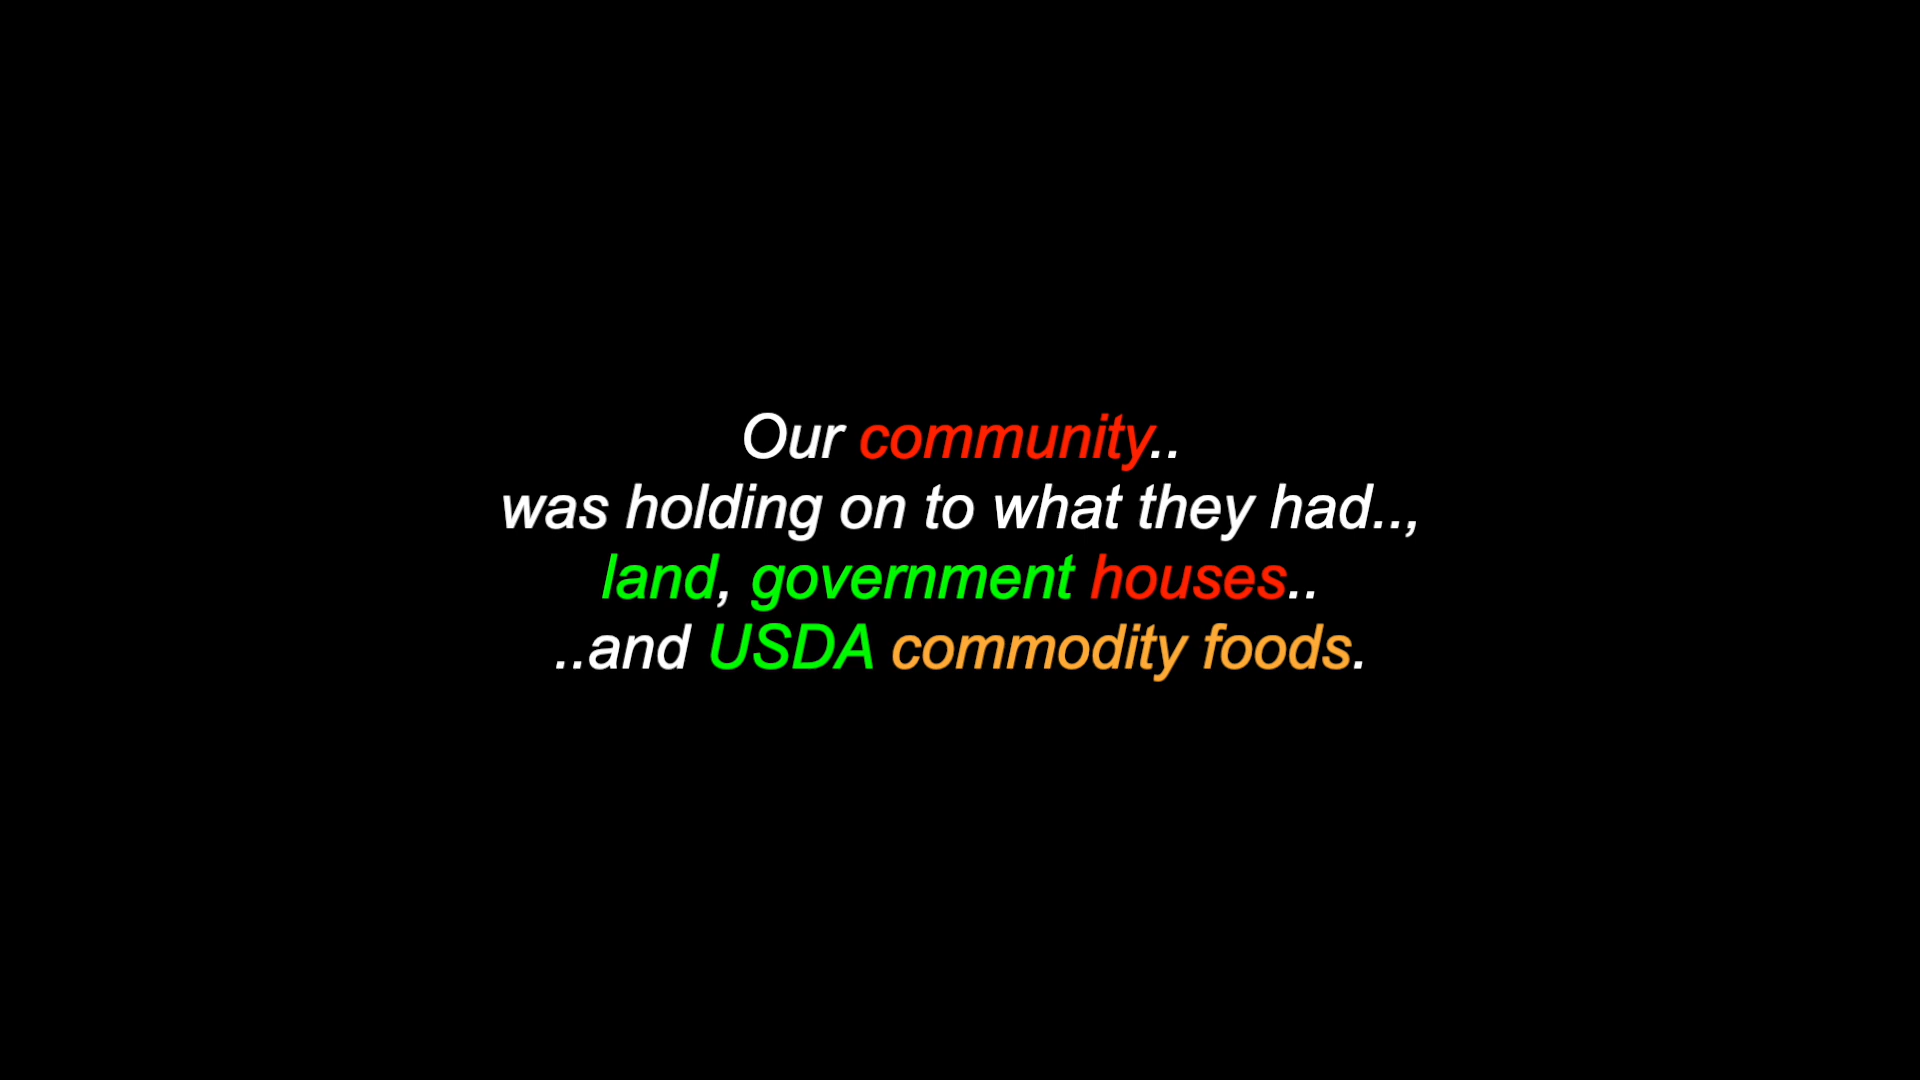 Our community..
was holding on to what they had..,
land, government houses..
..and USDA commodity foods.